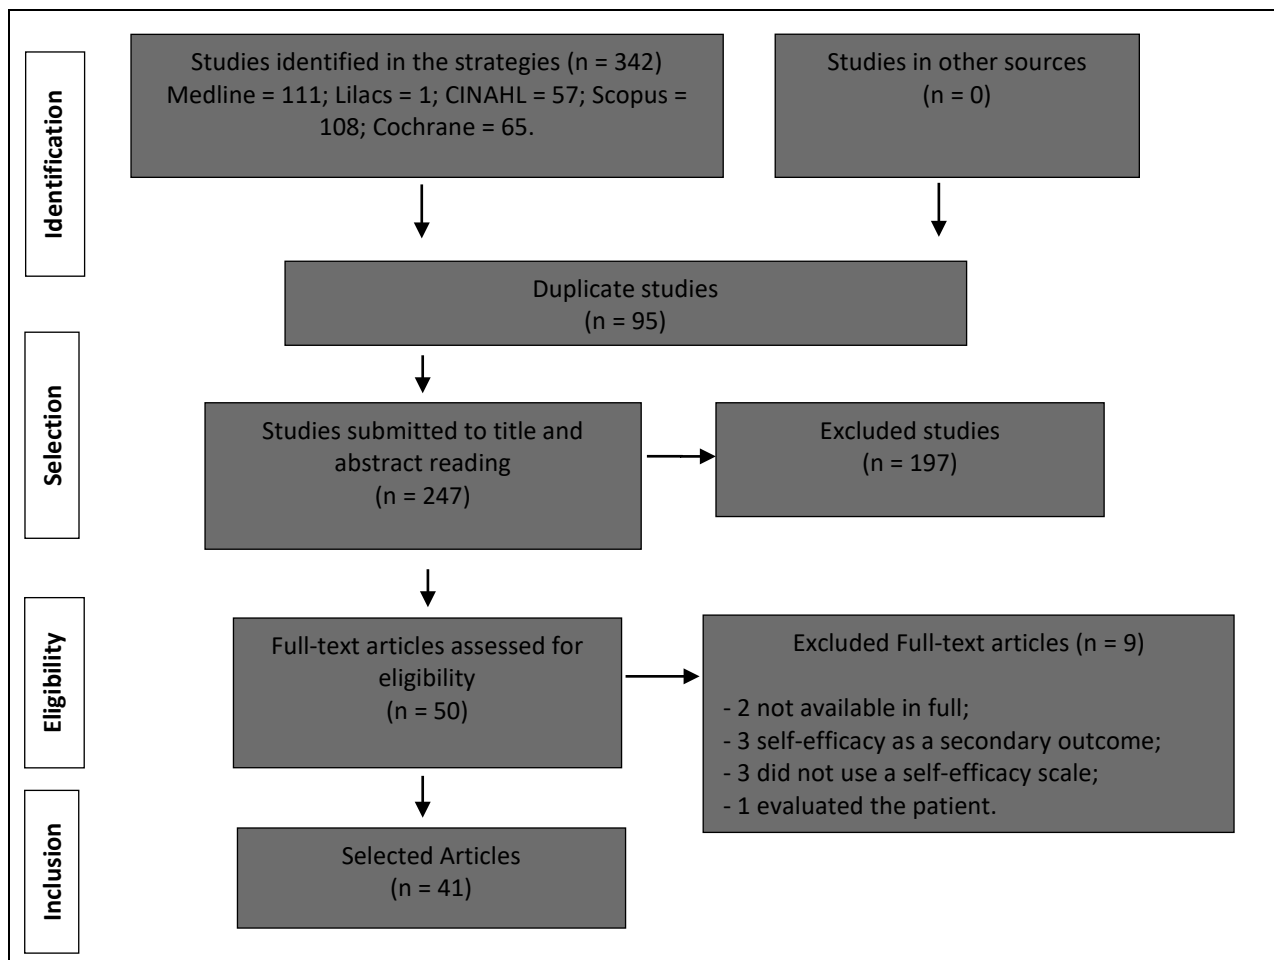 Identification
Studies identified in the strategies (n = 342)
Medline = 111; Lilacs = 1; CINAHL = 57; Scopus =
108; Cochrane = 65.
Studies in other sources
(n = 0)
Duplicate studies
(n = 95)
Selection
Studies submitted to title and
abstract reading
(n = 247)
Excluded studies
(n = 197)
Eligibility
Full-text articles assessed for
eligibility
(n = 50)
Excluded Full-text articles (n = 9)
- 2 not available in full;
- 3 self-efficacy as a secondary outcome;
- 3 did not use a self-efficacy scale;
- 1 evaluated the patient.
Inclusion
Selected Articles
(n = 41)